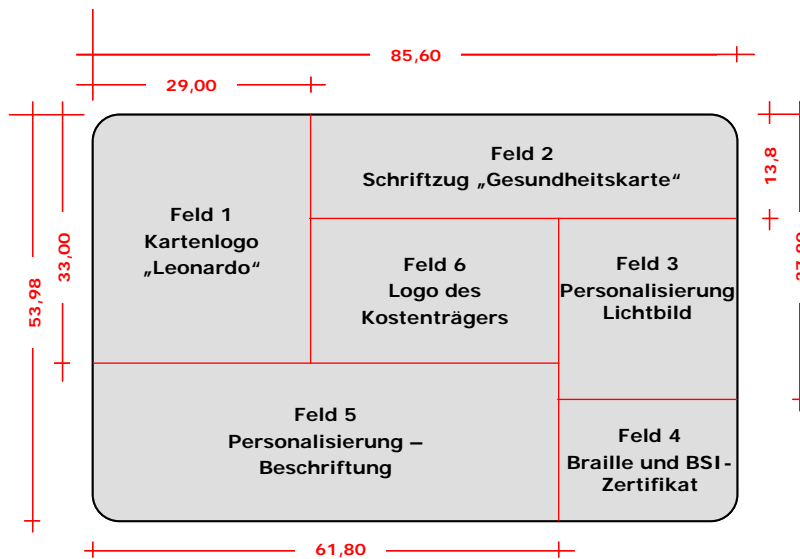 85,60
29,00
Feld 2
Schriftzug „Gesundheitskarte“
13,8
Feld 1
Kartenlogo
„Leonardo“
33,00
53,98
Feld 6
Logo des
Kostenträgers
Feld 3
Personalisierung
Lichtbild
Feld 5
Personalisierung –
Beschriftung
Feld 4
Braille und BSI-
Zertifikat
61,80